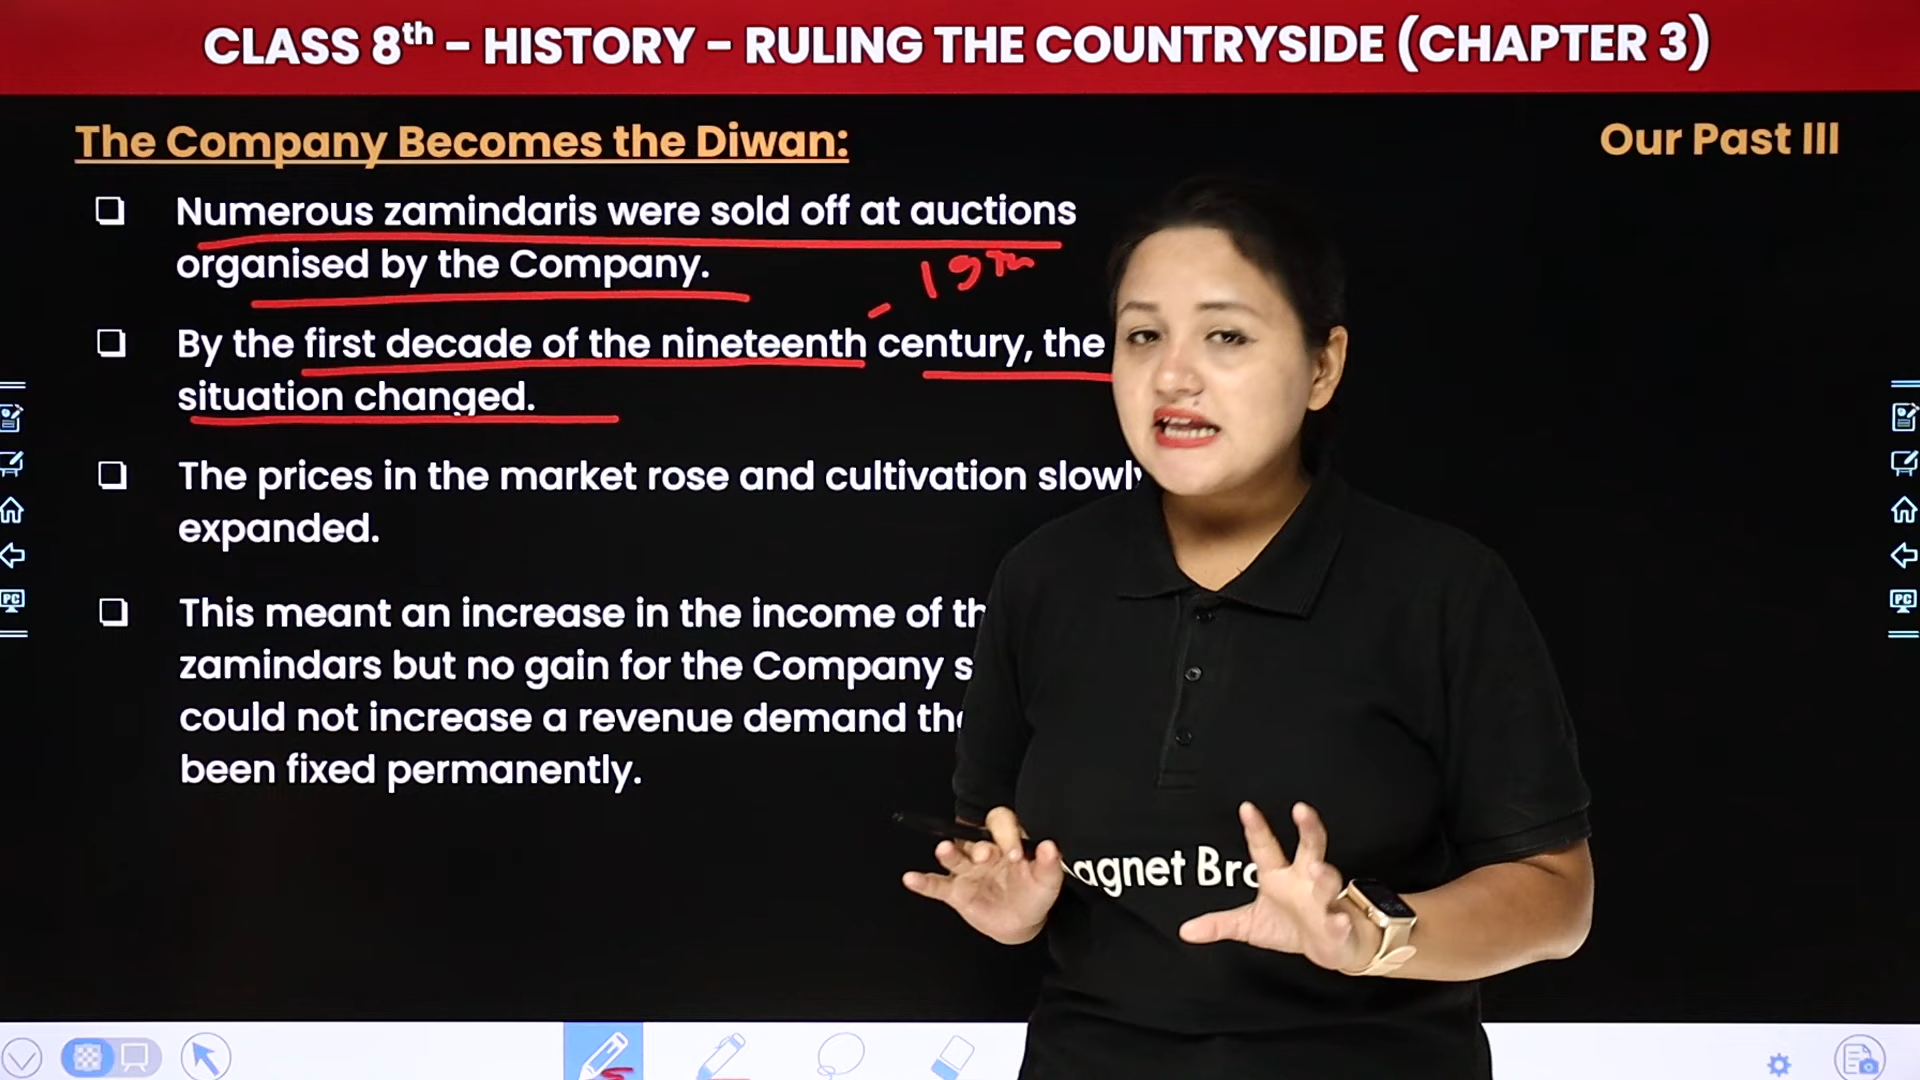 CLASS 8th – HISTORY – RULING THE COUNTRYSIDE (CHAPTER 3)
The Company Becomes the Diwan:
Our Past III
Numerous zamindaris were sold off at auctions
organised by the Company.
19th
By the first decade of the nineteenth century, the
situation changed.
The prices in the market rose and cultivation slowly
expanded.
This meant an increase in the income of
zamindars but no gain for the Company
could not increase a revenue demand
been fixed permanently.
agnet Bro
PC
PC